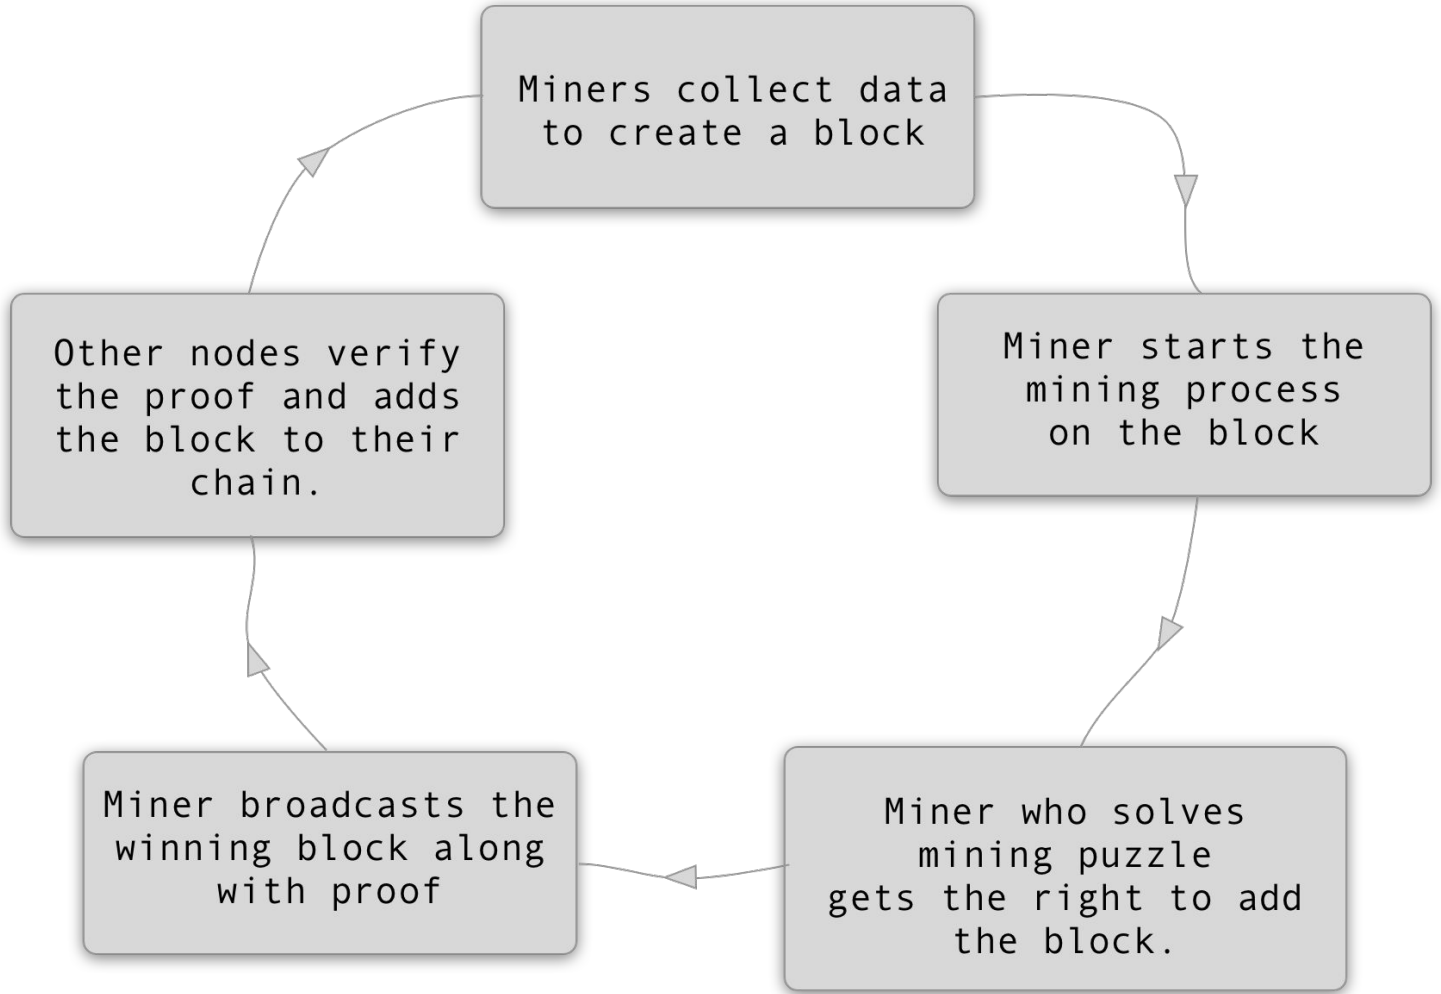 Miners collect data
to create a block
Miner starts the
mining process
on the block
Miner who solves
mining puzzle
gets the right to add
the block.
Miner broadcasts the
winning block along
with proof
Other nodes verify
the proof and adds
the block to their
chain.